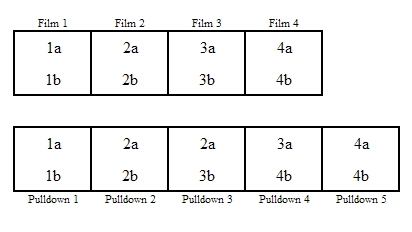 Film 1 Film 2 Film 3 Film 4
1a 2a 3a 4a
1b 2b 3b 4b
1a 2a 2a 3a 4a
1b 2b 3b 4b 4b
Pulldown 1 Pulldown 2 Pulldown 3 Pulldown 4 Pulldown 5